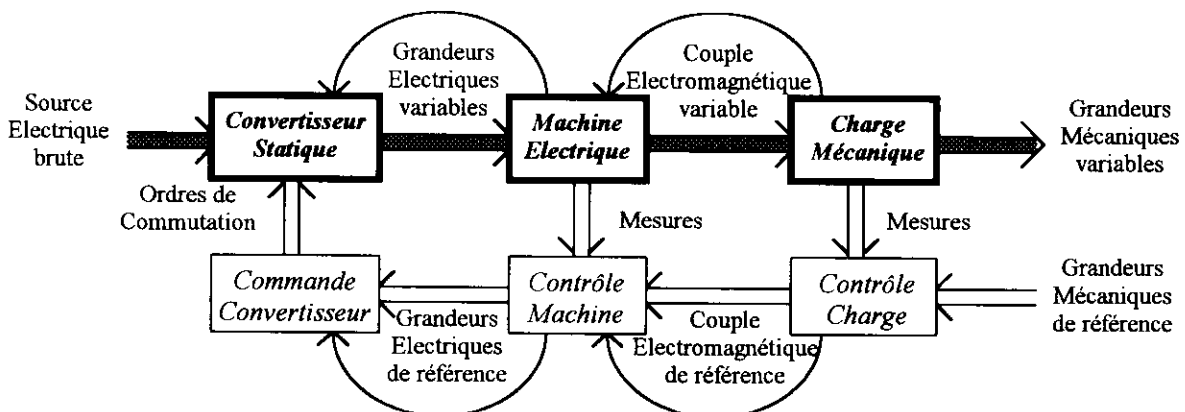 Grandeurs
Electriques
variables
Couple
Electromagnétique
variable
Source
Electrique
brute
Convertisseur
Statique
Machine
Electrique
Charge
Mécanique
Grandeurs
Mécaniques
variables
Ordres de
Commutation
Mesures
Mesures
Commande
Convertisseur
Contrôle
Machine
Contrôle
Charge
Grandeurs
Mécaniques
de référence
Grandeurs
Electriques
de référence
Couple
Electromagnétique
de référence